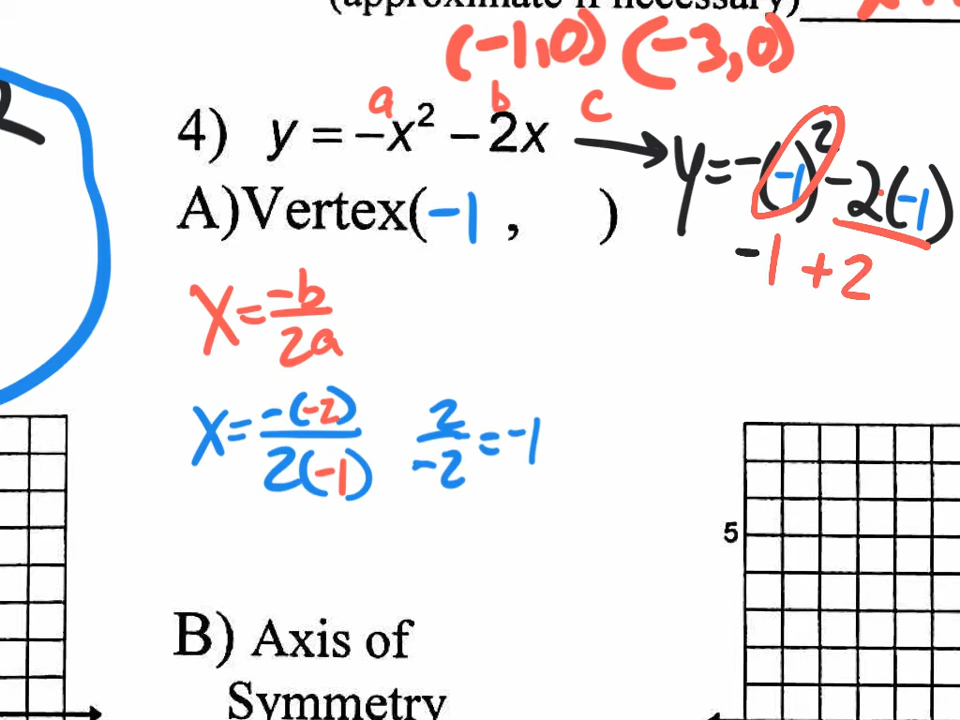 (approximate if necessary)
(-1,0) (-3,0)
a b c
4) y = -x² - 2x → y = -(-1)² - 2(-1)
A)Vertex(-1, )
-1 + 2
x = -b/2a
x = -(-2)/2(-1) 2/-2 = -1
5
B) Axis of
Symmetry